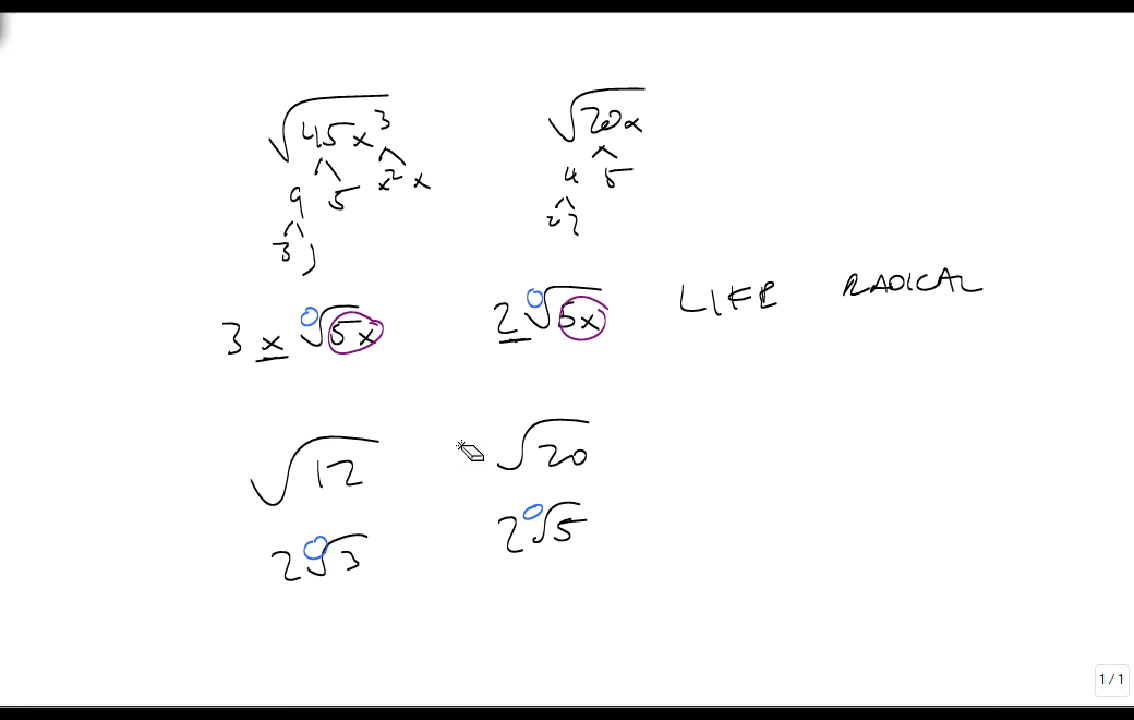 √45x³ √20x
9 5 x² x 4 5
3 2 2
3x√5x 2√5x LIKE RADICAL
√12 √20
2√3 2√5
1 / 1